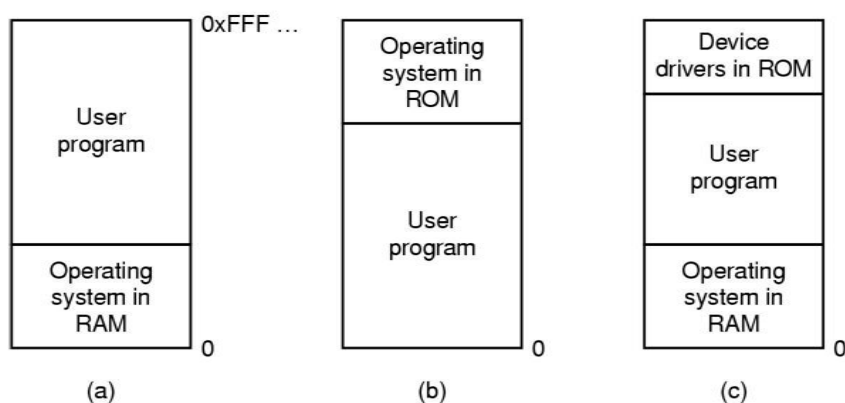 0xFFF …
User
program
Operating
system in
RAM
0
(a)
Operating
system in
ROM
User
program
0
(b)
Device
drivers in ROM
User
program
Operating
system in
RAM
0
(c)